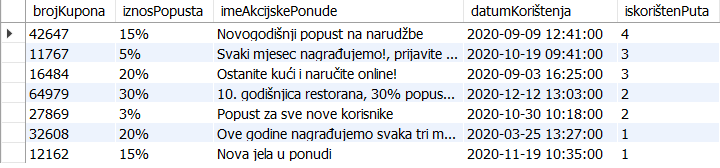 brojKupona iznosPopusta imeAkcijskePonude datumKorištenja iskorištenPuta
42647 15% Novogodišnji popust na narudžbe 2020-09-09 12:41:00 4
11767 5% Svaki mjesec nagrađujemo!, prijavite ... 2020-10-19 09:41:00 3
16484 20% Ostanite kući i naručite online! 2020-09-03 16:25:00 3
64979 30% 10. godišnjica restorana, 30% popus... 2020-12-12 13:03:00 2
27869 3% Popust za sve nove korisnike 2020-10-30 10:18:00 2
32608 20% Ove godine nagrađujemo svaka tri m... 2020-03-25 13:27:00 1
12162 15% Nova jela u ponudi 2020-11-19 10:35:00 1